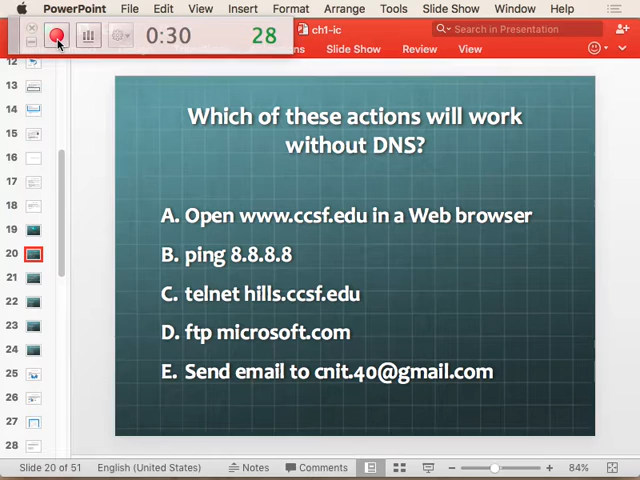 PowerPoint File Edit View Insert Format Arrange Tools Slide Show Window
0:30 28
ch1-ic
Search in Presentation
ns Slide Show Review View
12
13
14
15
16
17
18
19
20
21
22
23
24
25
26
27
28
Which of these actions will work
without DNS?
A. Open www.ccsf.edu in a Web browser
B. ping 8.8.8.8
C. telnet hills.ccsf.edu
D. ftp microsoft.com
E. Send email to cnit.40@gmail.com
Slide 20 of 51 English (United States) Notes Comments 84%